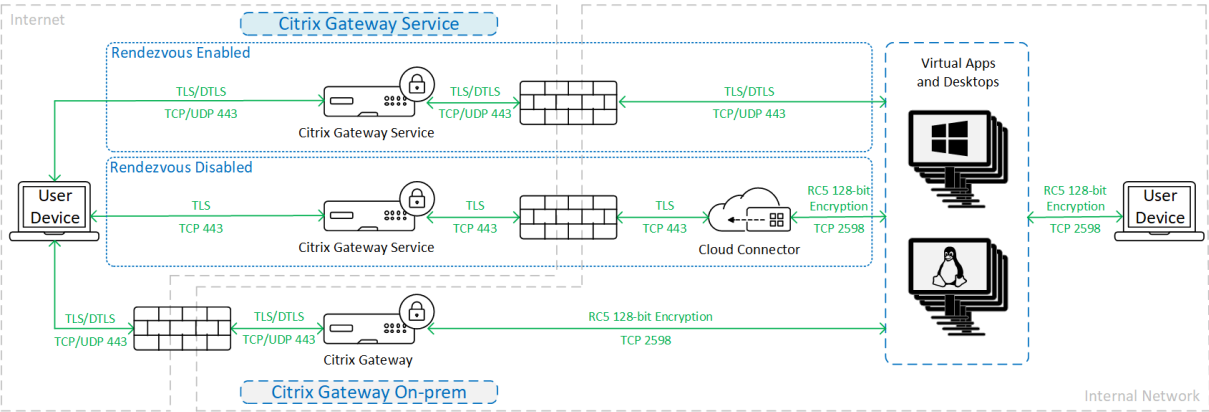 Internet
Citrix Gateway Service
Rendezvous Enabled
TLS/DTLS
TCP/UDP 443
Citrix Gateway Service
TLS/DTLS
TCP/UDP 443
TLS/DTLS
TCP/UDP 443
Virtual Apps
and Desktops
Rendezvous Disabled
User
Device
TLS
TCP 443
Citrix Gateway Service
TLS
TCP 443
TLS
TCP 443
Cloud Connector
RC5 128-bit
Encryption
TCP 2598
RC5 128-bit
Encryption
TCP 2598
User
Device
TLS/DTLS
TCP/UDP 443
TLS/DTLS
TCP/UDP 443
Citrix Gateway
RC5 128-bit Encryption
TCP 2598
Citrix Gateway On-prem
Internal Network